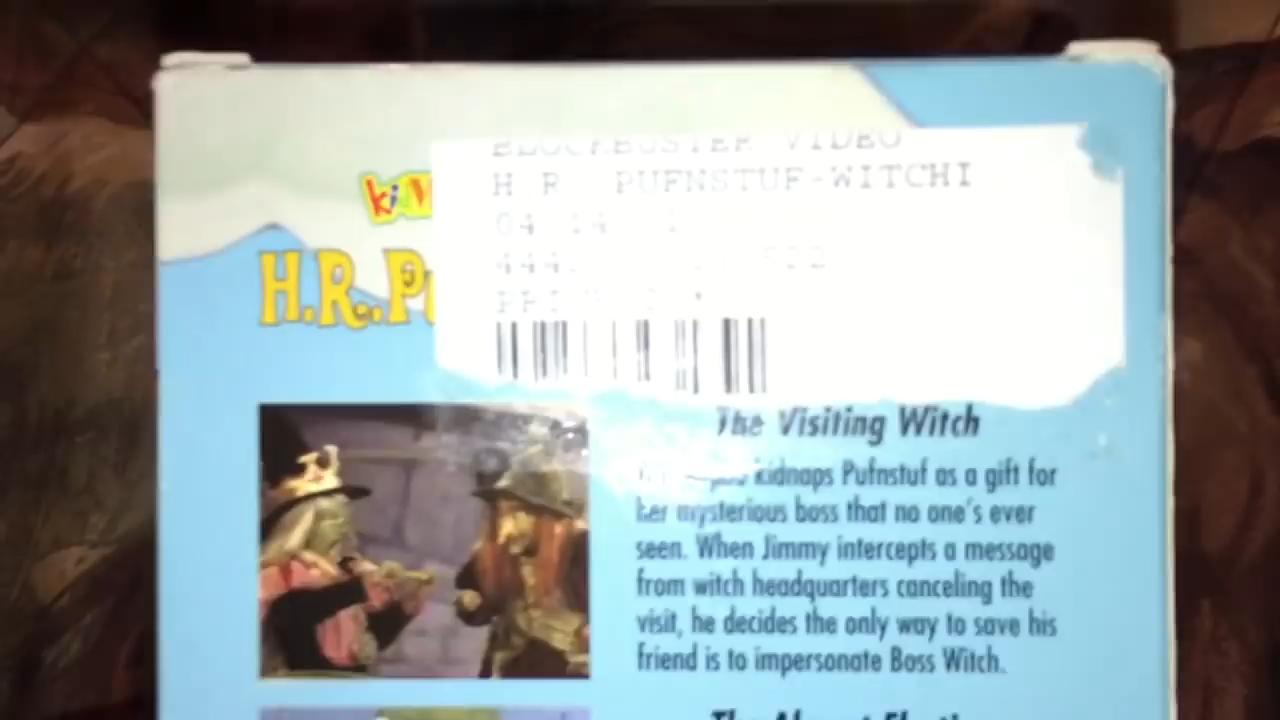 BLOCKBUSTER VIDEO
H R PUFNSTUF-WITCHI
H.R.
The Visiting Witch
kidnaps Pufnstuf as a gift for
her mysterious boss that no one's ever
seen. When Jimmy intercepts a message
from witch headquarters canceling the
visit, he decides the only way to save his
friend is to impersonate Boss Witch.